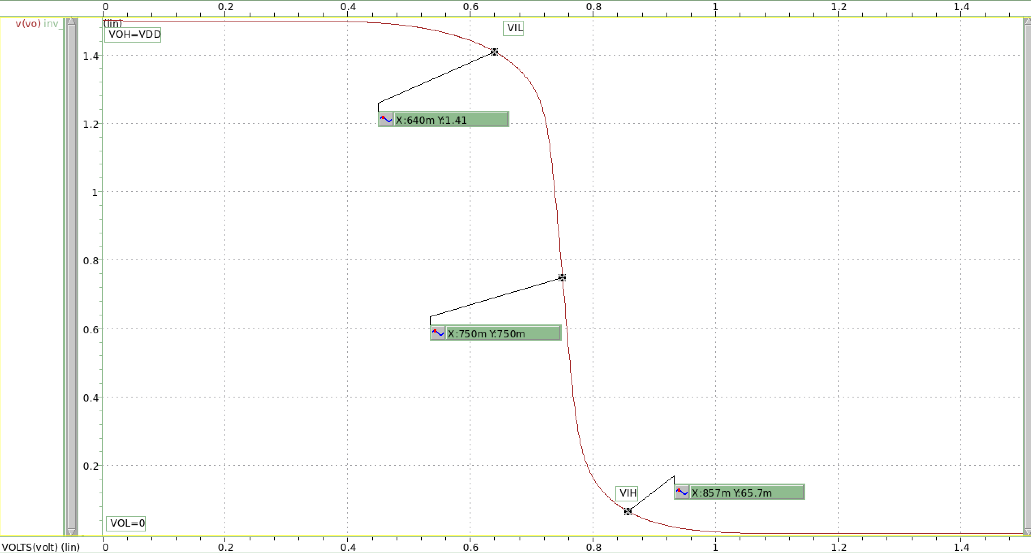 0 0.2 0.4 0.6 0.8 1 1.2 1.4
v(vo) inv_
(lin)
VOH=VDD
VIL
1.4
X:640m Y:1.41
1.2
1
0.8
X:750m Y:750m
0.6
0.4
0.2
VIH
X:857m Y:65.7m
VOL=0
VOLTS(volt) (lin) 0 0.2 0.4 0.6 0.8 1 1.2 1.4